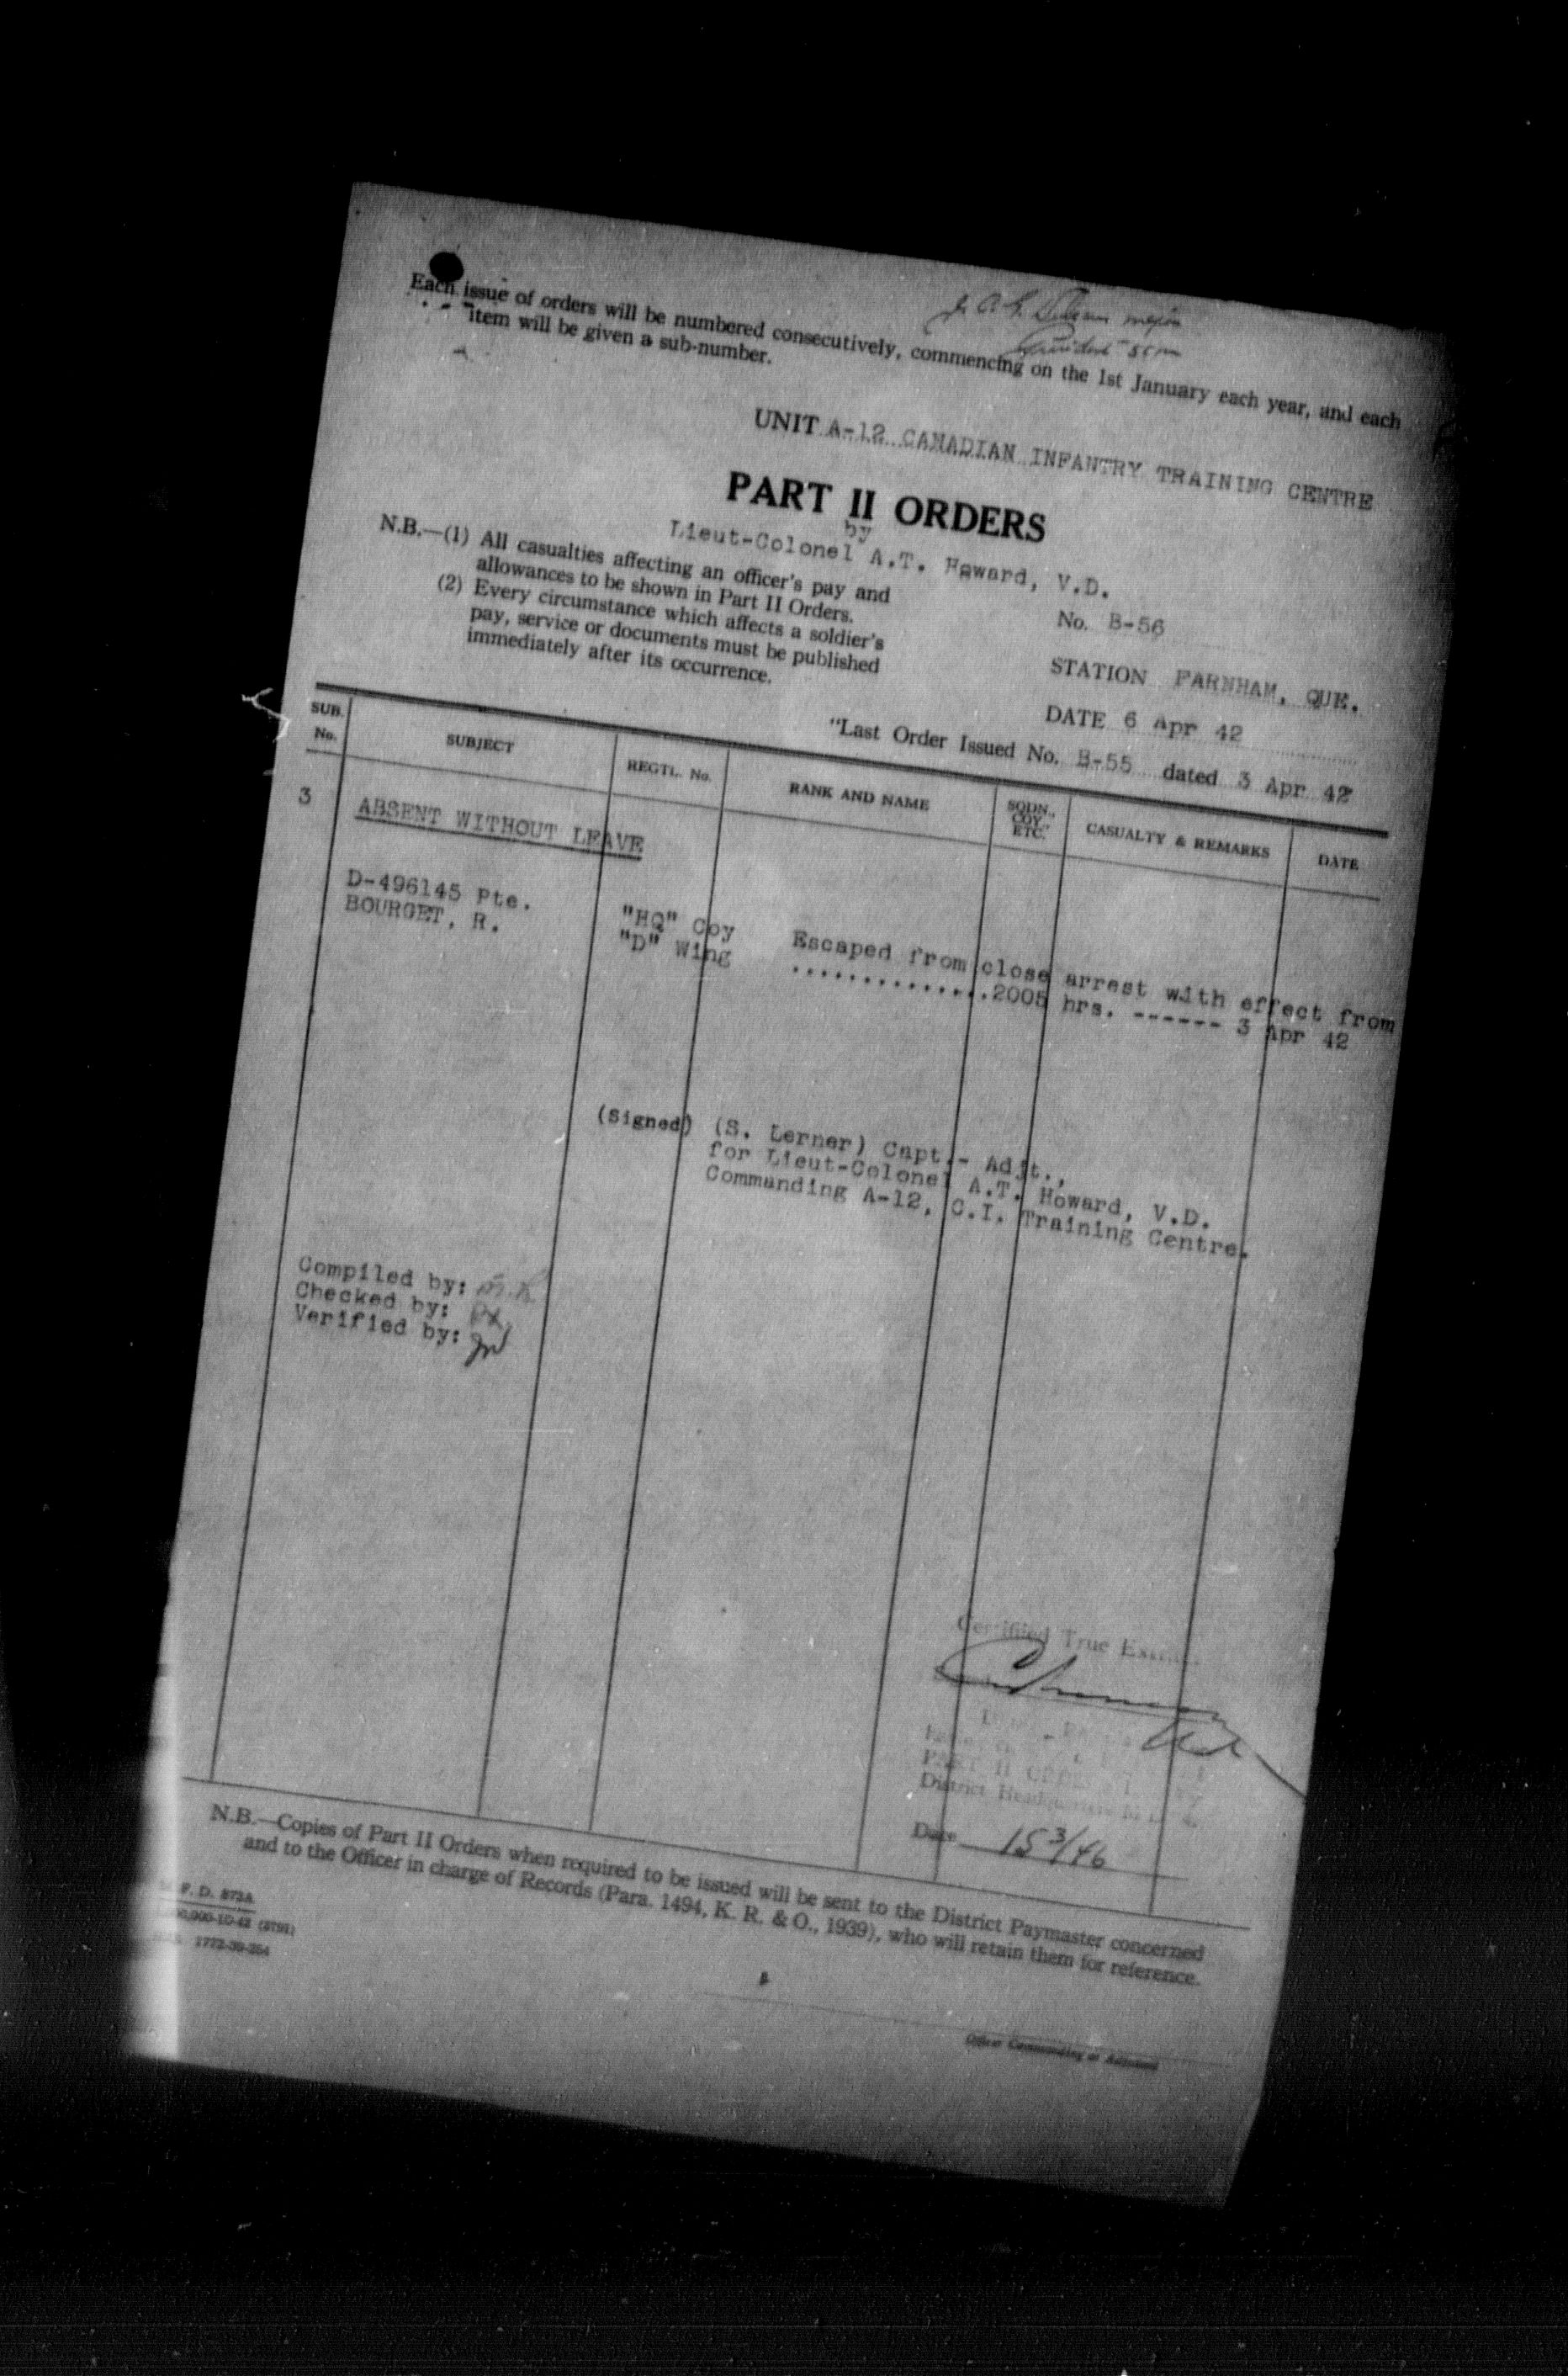 Each issue of orders will be numbered consecutively, commencing on the 1st January each year, and each
item will be given a sub-number.
UNIT A-12 CANADIAN INFANTRY TRAINING CENTRE
PART II ORDERS
by
Lieut-Colonel A.T. Howard, V.D.
N.B.—(1) All casualties affecting an officer's pay and
allowances to be shown in Part II Orders.
(2) Every circumstance which affects a soldier's
pay, service or documents must be published
immediately after its occurrence.
No. B-56
STATION FARNHAM, QUE.
DATE 6 Apr 42
"Last Order Issued No. B-55 dated 3 Apr 42
SUB.
No.
SUBJECT
REGTL. No.
RANK AND NAME
SQDN.,
COY.,
ETC.
CASUALTY & REMARKS
DATE
3
ABSENT WITHOUT LEAVE
D-496145 Pte.
BOURGET, R.
"HQ" Coy
"D" Wing
Escaped from close arrest with effect from
...............2005 hrs. ------ 3 Apr 42
(Signed) (S. Lerner) Capt.- Adjt.,
for Lieut-Colonel A.T. Howard, V.D.
Commanding A-12, C.I. Training Centre.
Compiled by:
Checked by:
Verified by:
Certified True
PART II
District Headquarters
Date 15 3/46
N.B.—Copies of Part II Orders when required to be issued will be sent to the District Paymaster concerned
and to the Officer in charge of Records (Para. 1494, K. R. & O., 1939), who will retain them for reference.
F. D. 873A
1772-39-354
Officer Commanding or Adjutant